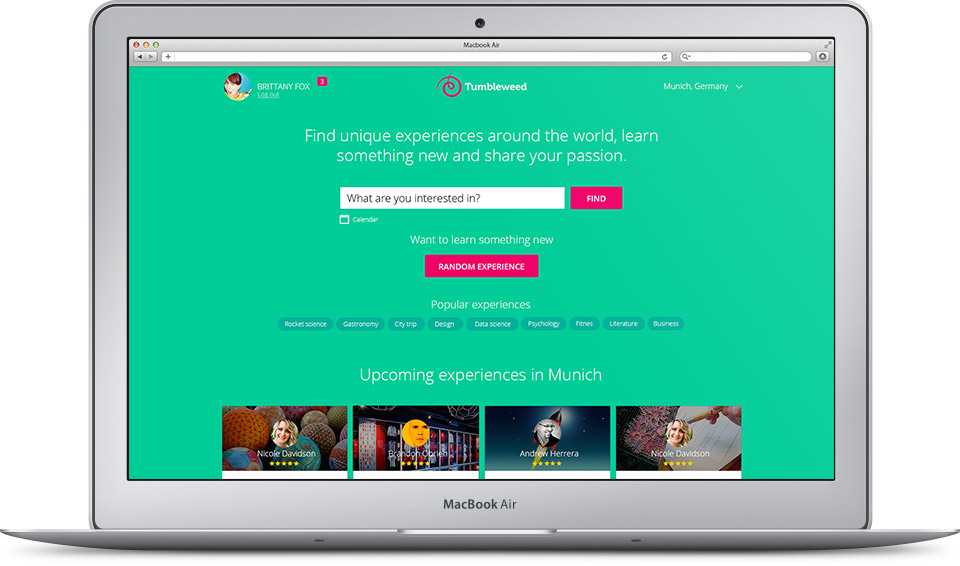 Macbook Air
BRITTANY FOX
3
Log out
Tumbleweed
Munich, Germany
Find unique experiences around the world, learn
something new and share your passion.
What are you interested in?
FIND
Calendar
Want to learn something new
RANDOM EXPERIENCE
Popular experiences
Rocket science
Gastronomy
City trip
Design
Data science
Psychology
Fitnes
Literature
Business
Upcoming experiences in Munich
Nicole Davidson
Brandon Obrien
Andrew Herrera
Nicole Davidson
MacBook Air